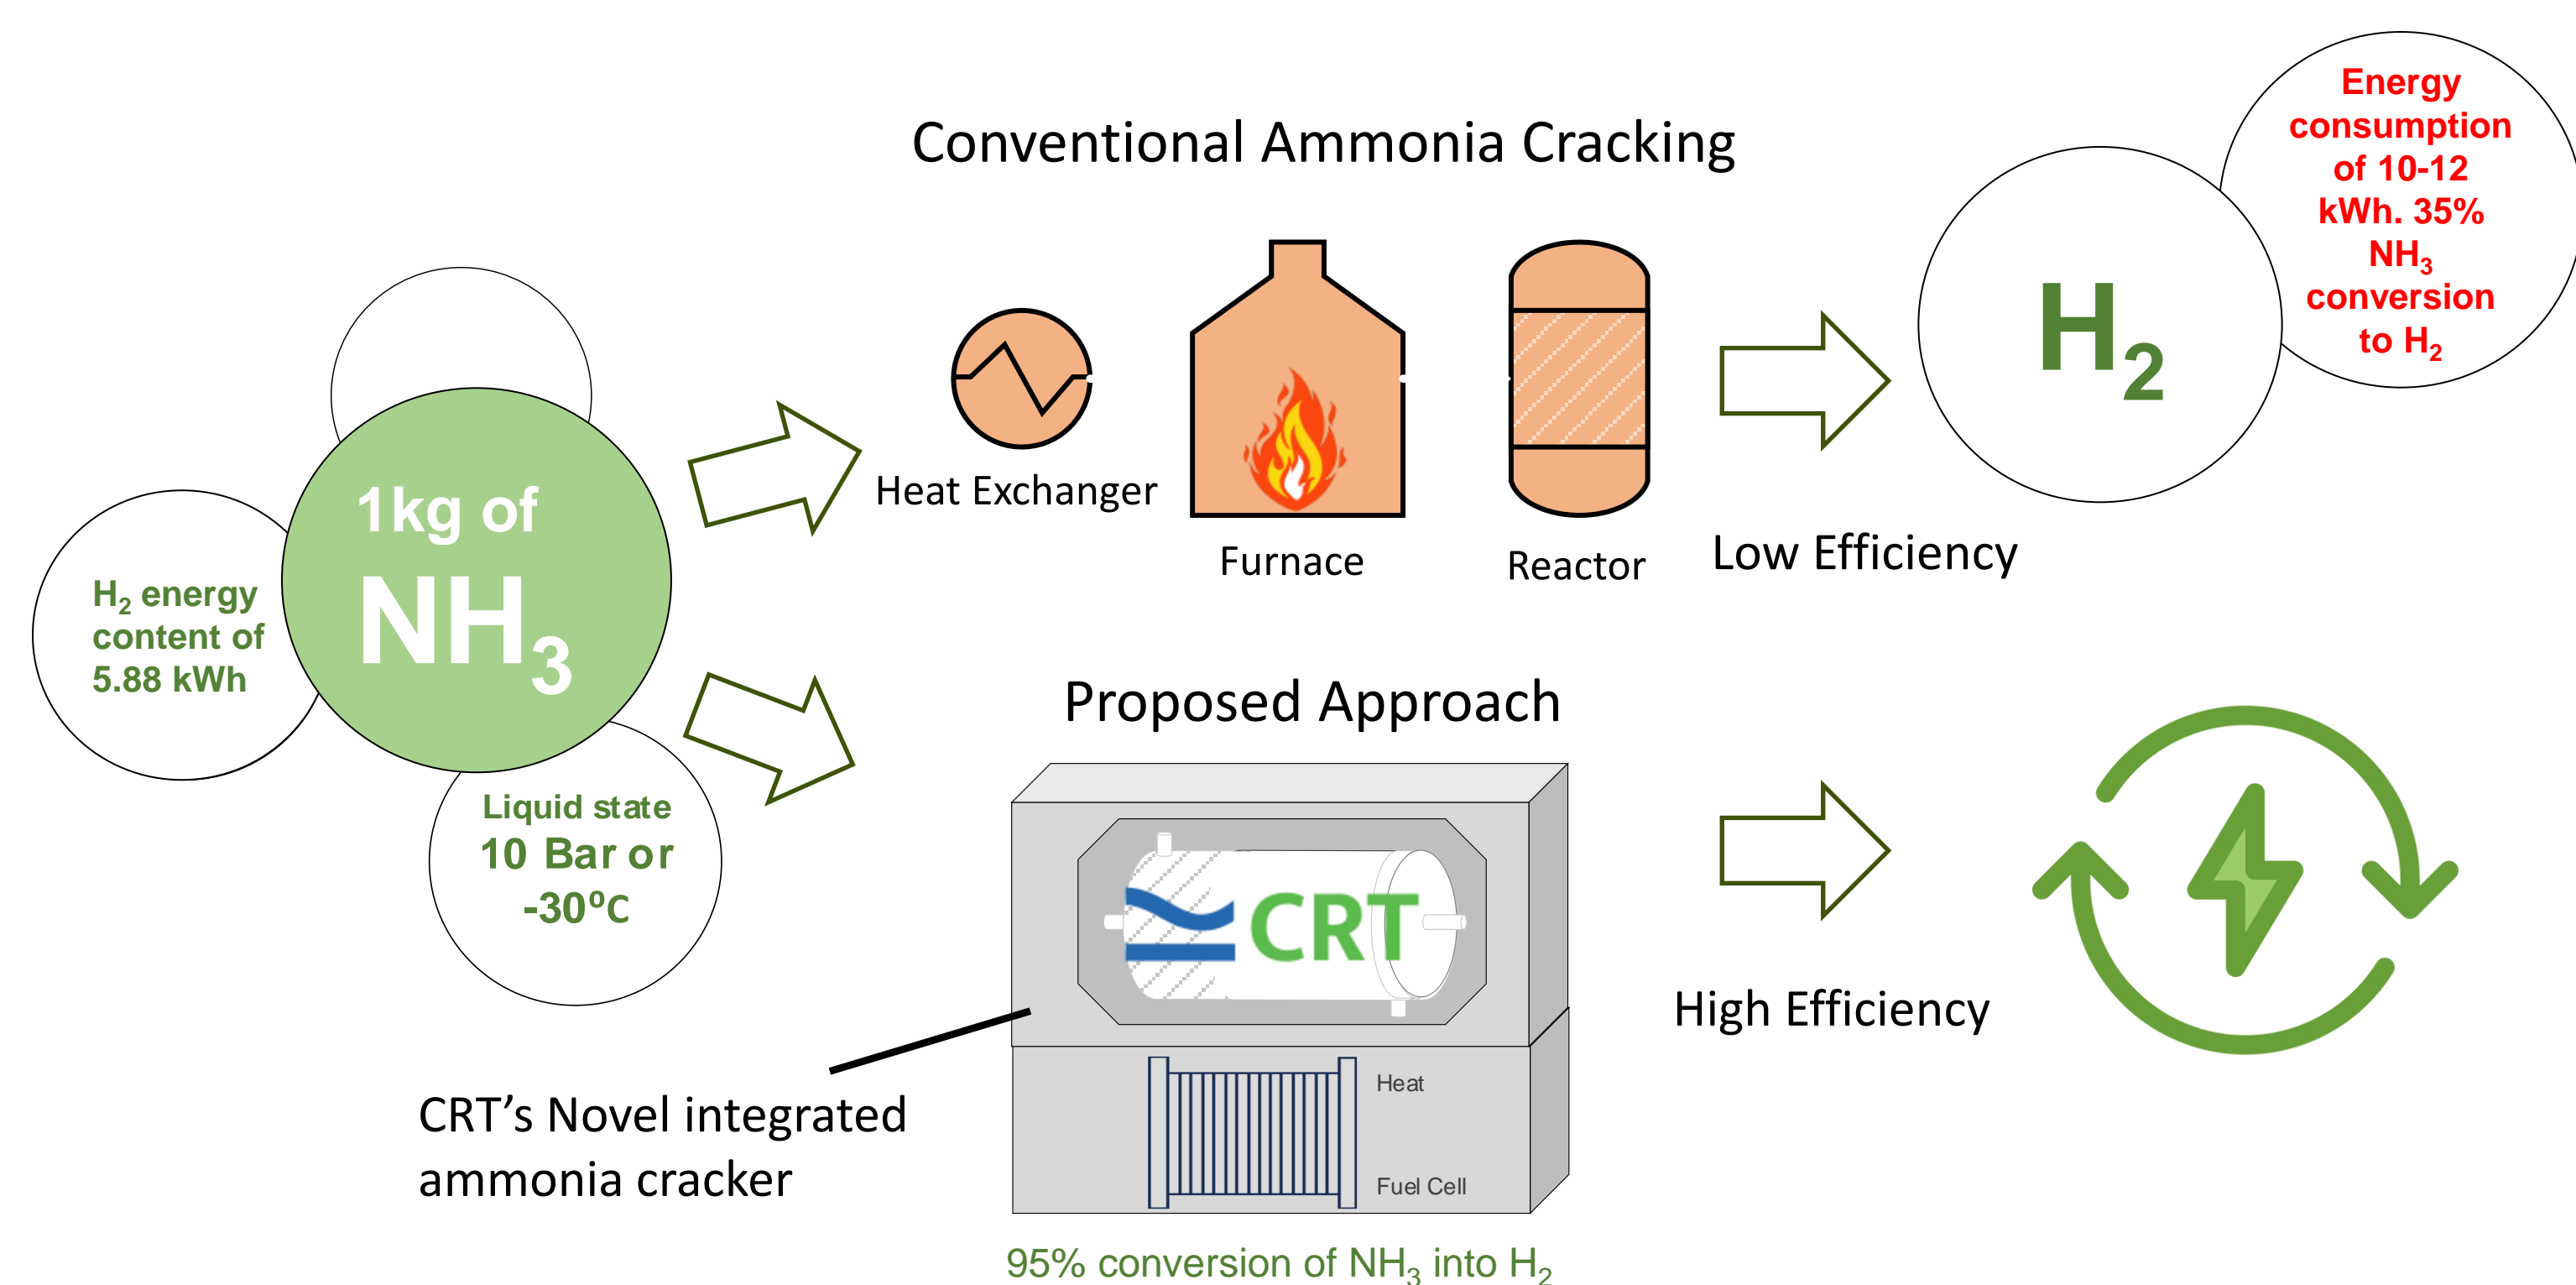 Conventional Ammonia Cracking
Energy
consumption
of 10-12
kWh. 35%
NH₃
conversion
to H₂
H₂
Heat Exchanger
Furnace
Reactor
Low Efficiency
1kg of
NH₃
H₂ energy
content of
5.88 kWh
Liquid state
10 Bar or
-30⁰C
Proposed Approach
CRT
Heat
Fuel Cell
High Efficiency
CRT’s Novel integrated
ammonia cracker
95% conversion of NH₃ into H₂